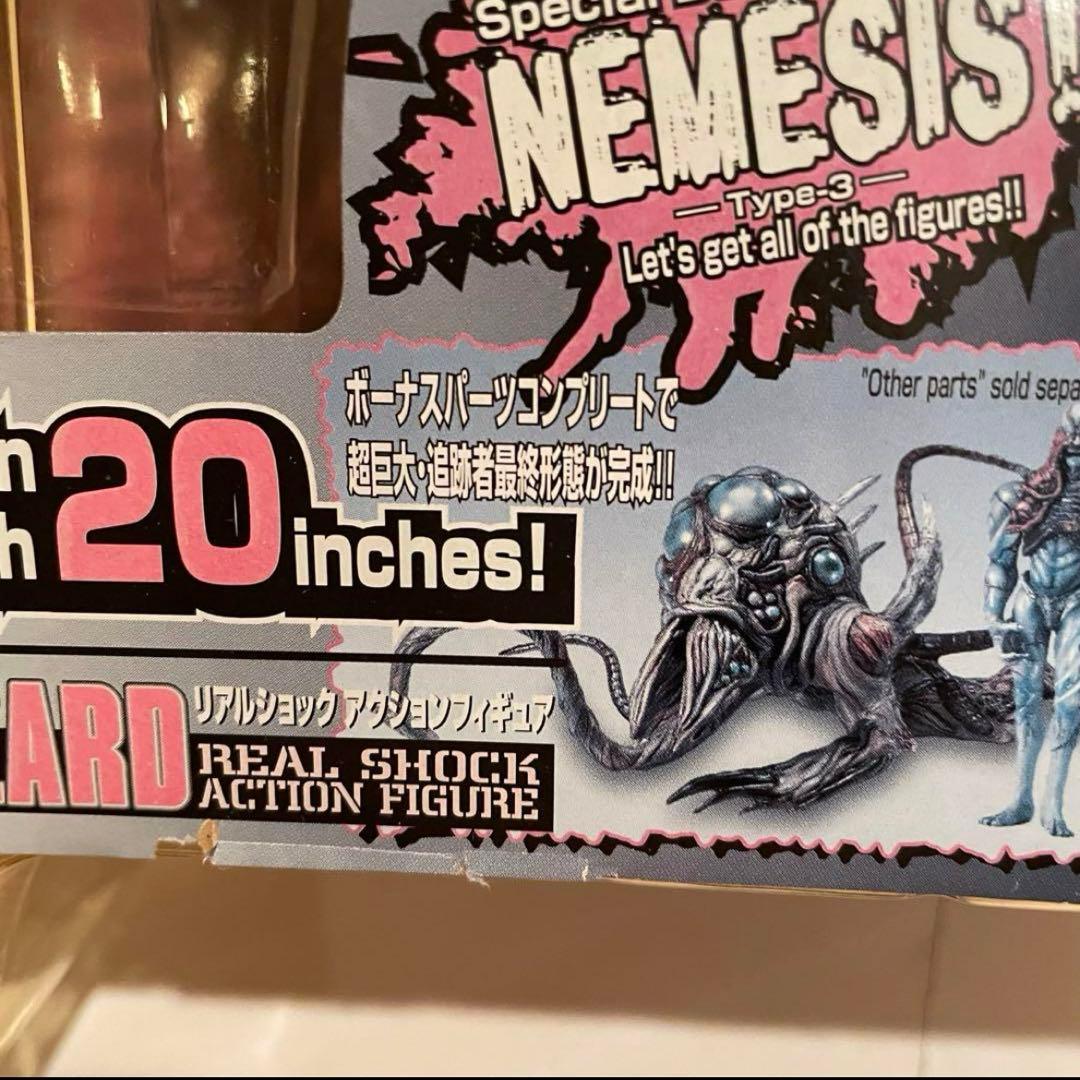 Special
NEMESIS!
— Type-3 —
Let's get all of the figures!!
ボーナスパーツコンプリートで
超巨大・追跡者最終形態が完成!!
"Other parts" sold
20 inches!
リアルショック アクションフィギュア
REAL SHOCK
ACTION FIGURE